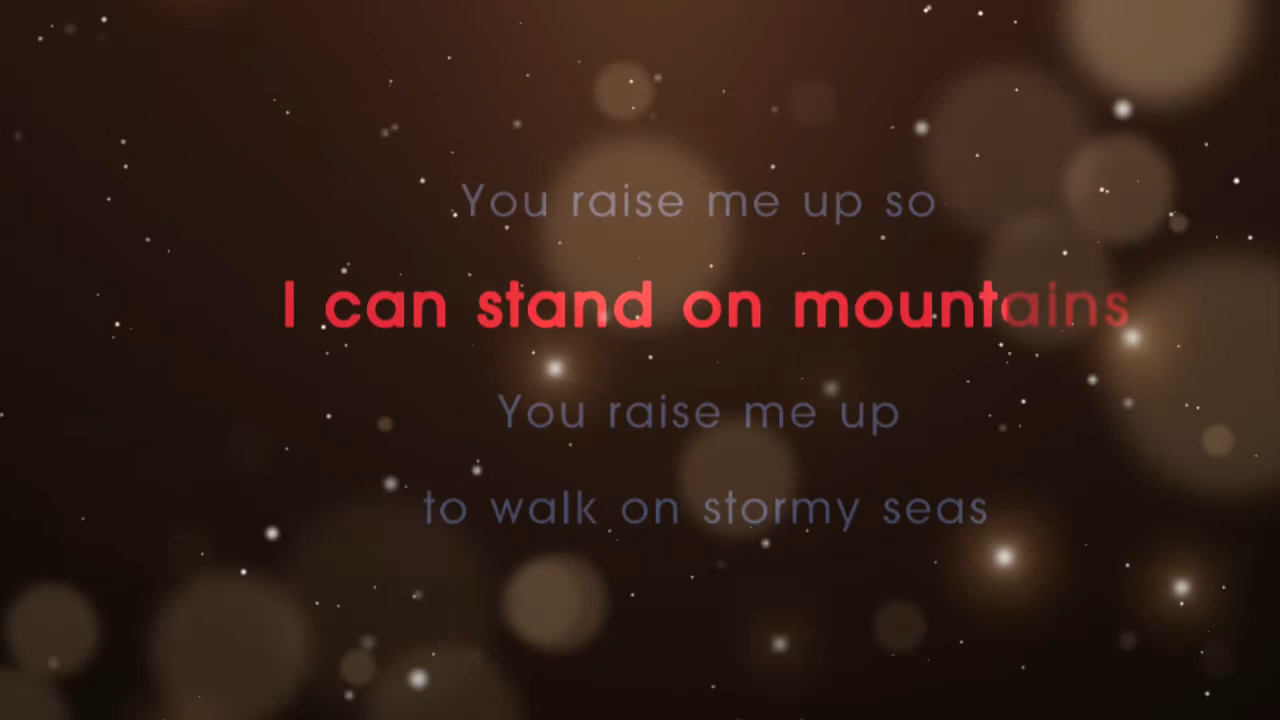 You raise me up so
I can stand on mountains
You raise me up
to walk on stormy seas